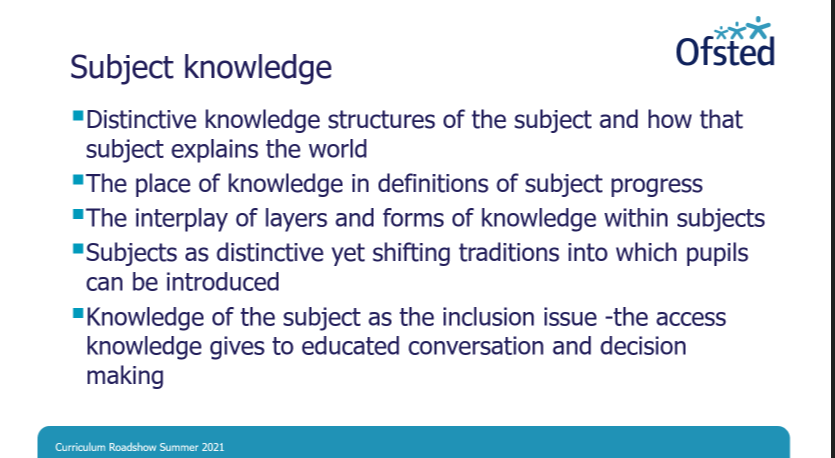 Ofsted
Subject knowledge
Distinctive knowledge structures of the subject and how that
subject explains the world
The place of knowledge in definitions of subject progress
The interplay of layers and forms of knowledge within subjects
Subjects as distinctive yet shifting traditions into which pupils
can be introduced
Knowledge of the subject as the inclusion issue -the access
knowledge gives to educated conversation and decision
making
Curriculum Roadshow Summer 2021